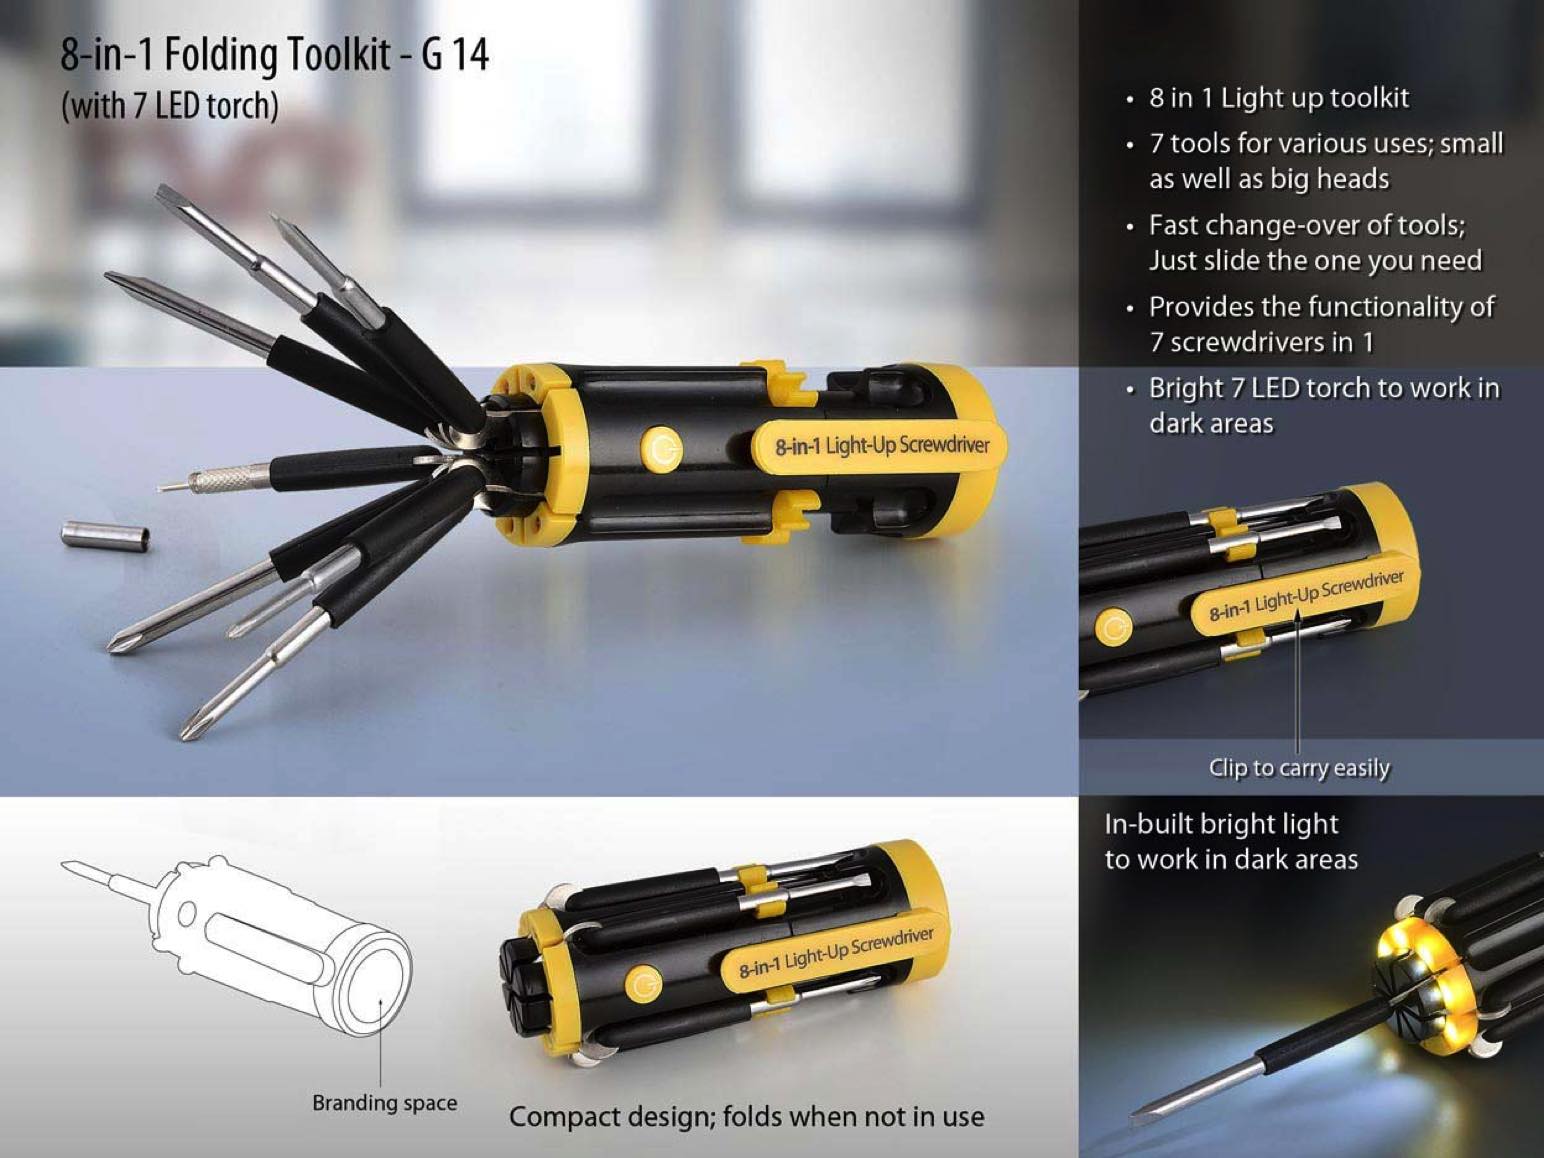 8-in-1 Folding Toolkit - G 14
(with 7 LED torch)
8-in-1 Light-Up Screwdriver
• 8 in 1 Light up toolkit
• 7 tools for various uses; small
as well as big heads
• Fast change-over of tools;
Just slide the one you need
• Provides the functionality of
7 screwdrivers in 1
• Bright 7 LED torch to work in
dark areas
8-in-1 Light-Up Screwdriver
Clip to carry easily
Branding space
8-in-1 Light-Up Screwdriver
Compact design; folds when not in use
In-built bright light
to work in dark areas